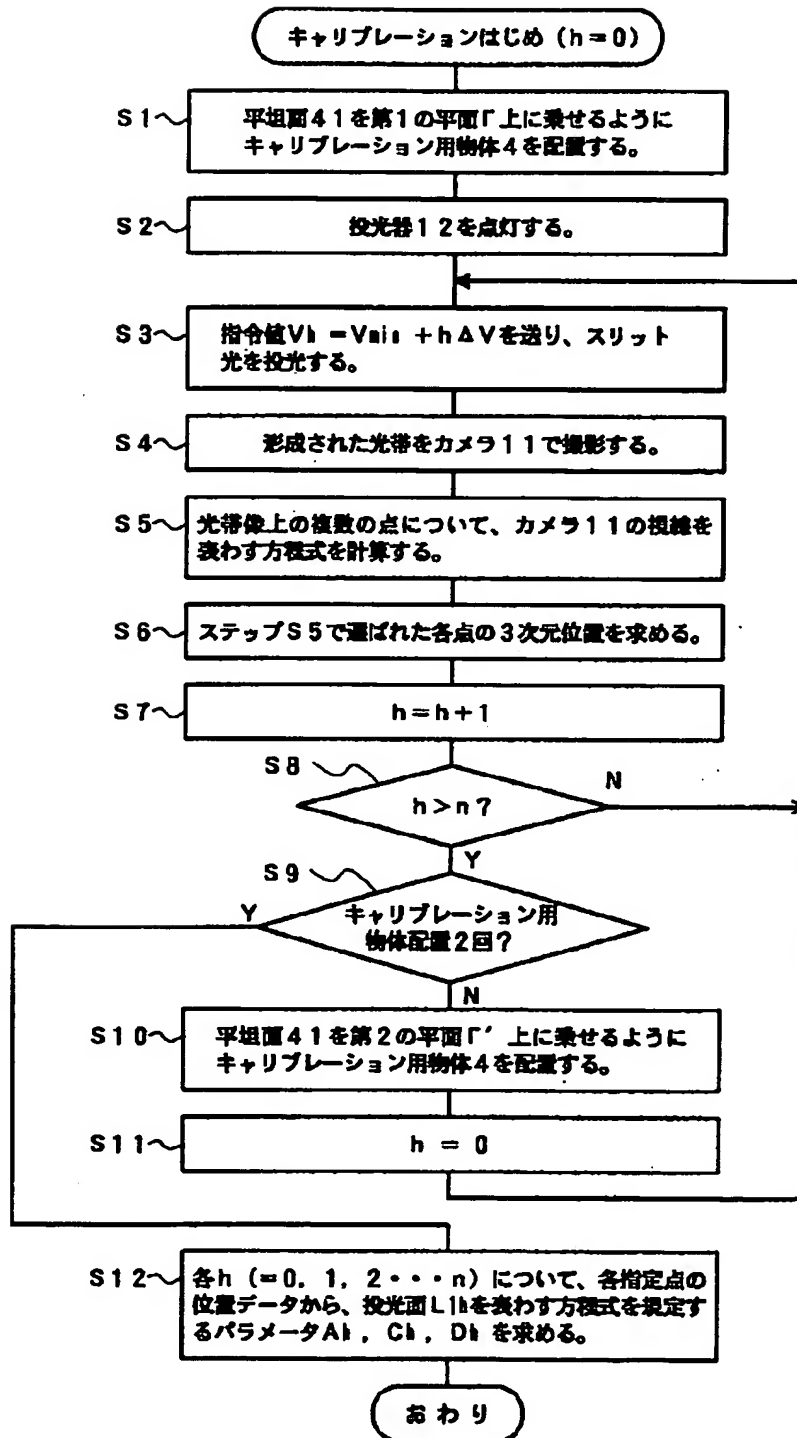 キャリブレーションはじめ（h＝0）
S1
平坦面41を第1の平面Γ上に乗せるように
キャリブレーション用物体4を配置する。
S2
投光器12を点灯する。
S3
指令値Vh ＝Vmin ＋hΔVを送り、スリット
光を投光する。
S4
形成された光帯をカメラ11で撮影する。
S5
光帯像上の複数の点について、カメラ11の視線を
表わす方程式を計算する。
S6
ステップS5で選ばれた各点の3次元位置を求める。
S7
h＝h＋1
S8
h＞n？
N
Y
S9
キャリブレーション用
物体配置2回？
Y
N
S10
平坦面41を第2の平面Γ′上に乗せるように
キャリブレーション用物体4を配置する。
S11
h ＝ 0
S12
各h（＝0，1，2・・・n）について、各指定点の
位置データから、投光面L1hを表わす方程式を規定す
るパラメータAh ，Ch ，Dh を求める。
おわり